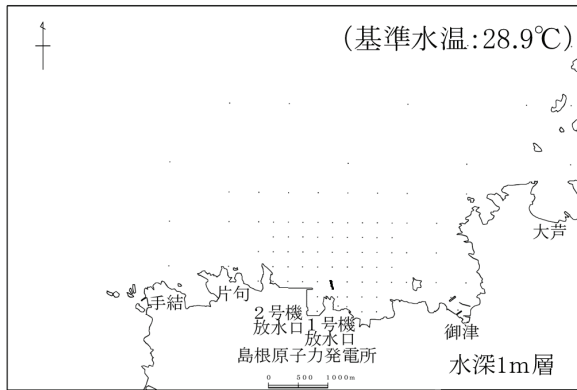 (基準水温:28.9℃)
大芦
手結
片句
2号機
放水口
1号機
放水口
御津
島根原子力発電所
水深1m層
0 500 1000m